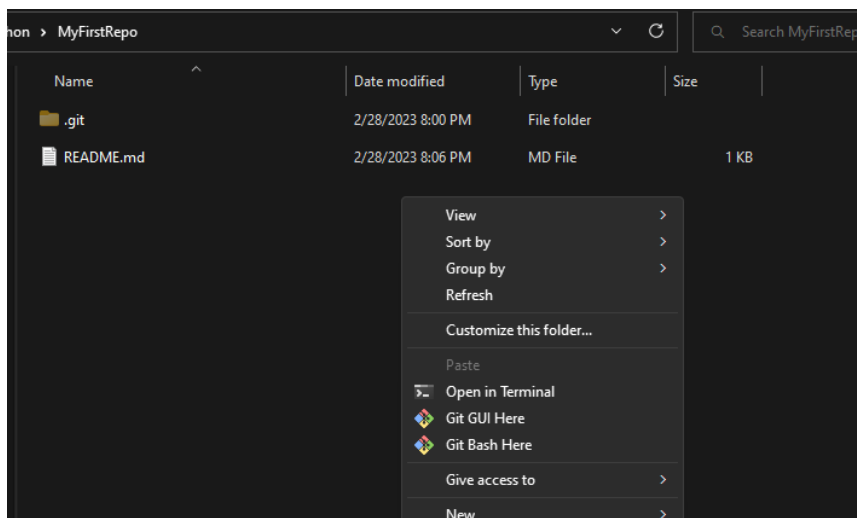 hon > MyFirstRepo
Search MyFirstRep
Name Date modified Type Size
.git 2/28/2023 8:00 PM File folder
README.md 2/28/2023 8:06 PM MD File 1 KB
View
Sort by
Group by
Refresh
Customize this folder...
Paste
Open in Terminal
Git GUI Here
Git Bash Here
Give access to
New